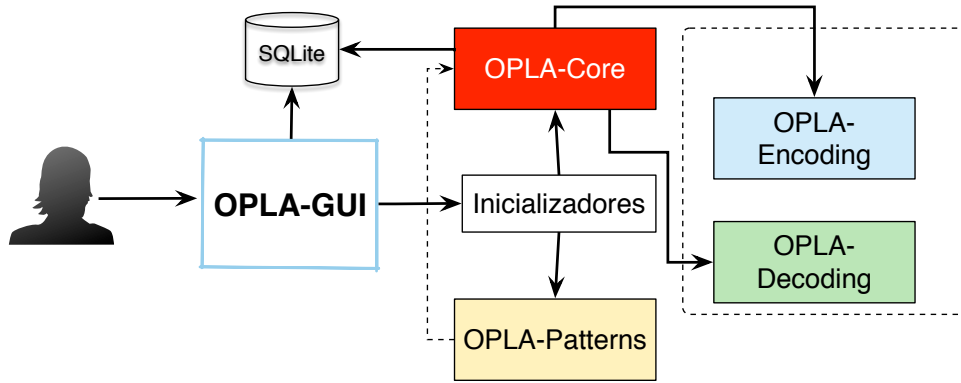 SQLite
OPLA-Core
OPLA-
Encoding
OPLA-GUI
Inicializadores
OPLA-
Decoding
OPLA-Patterns